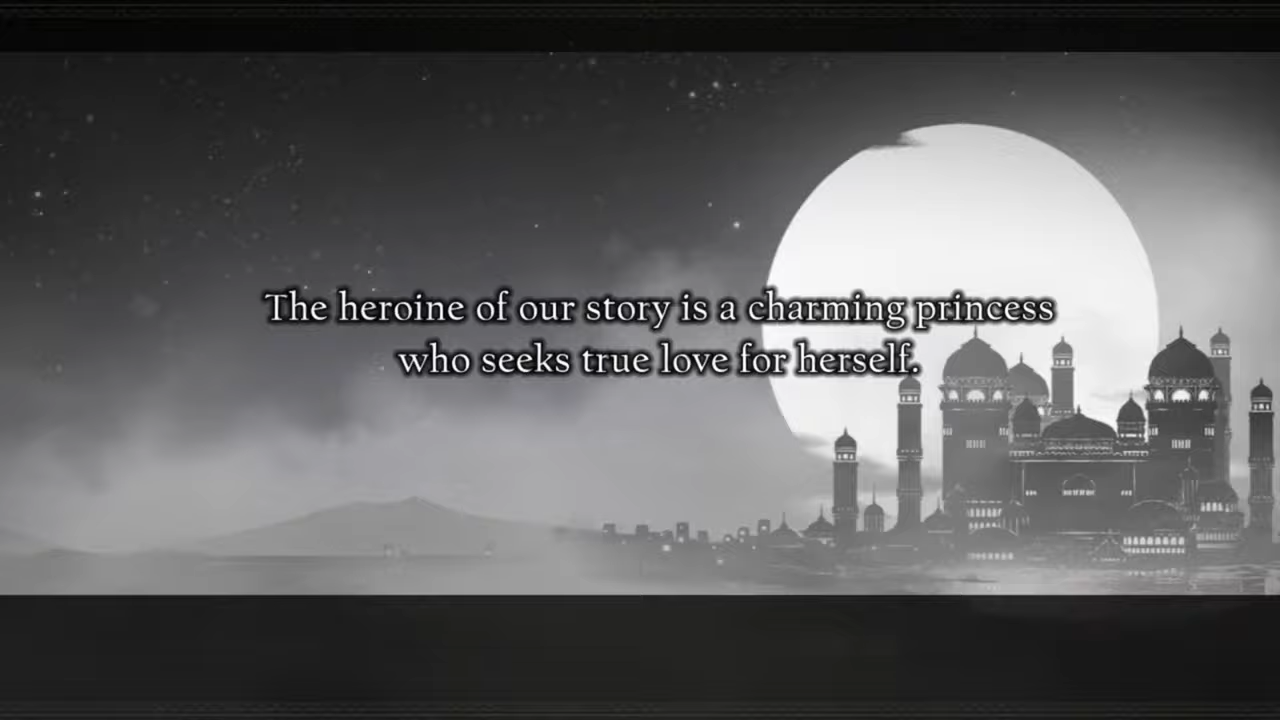 The heroine of our story is a charming princess
who seeks true love for herself.